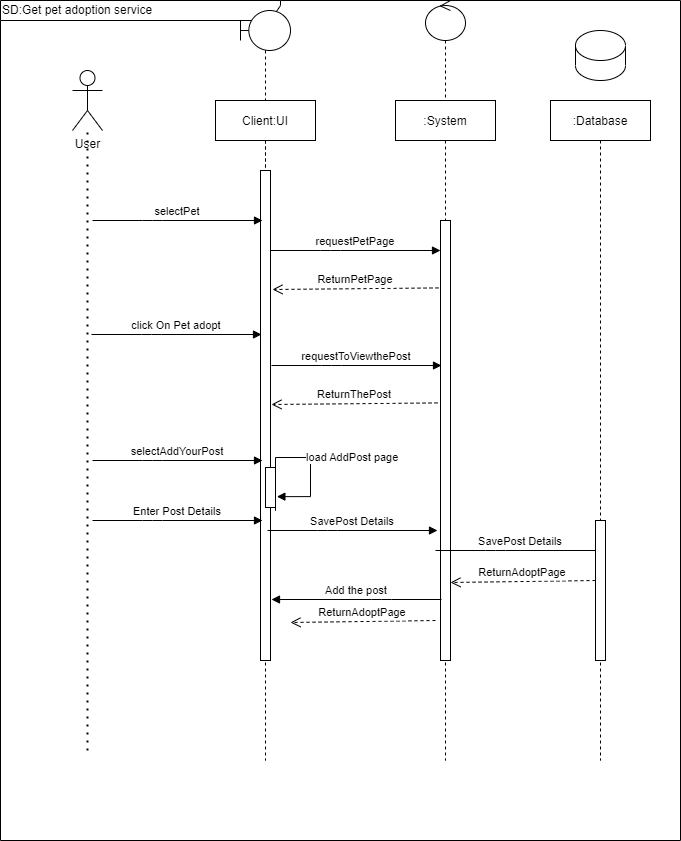 SD:Get pet adoption service
User
Client:UI
:System
:Database
selectPet
requestPetPage
ReturnPetPage
click On Pet adopt
requestToViewthePost
ReturnThePost
selectAddYourPost
load AddPost page
Enter Post Details
SavePost Details
SavePost Details
ReturnAdoptPage
Add the post
ReturnAdoptPage